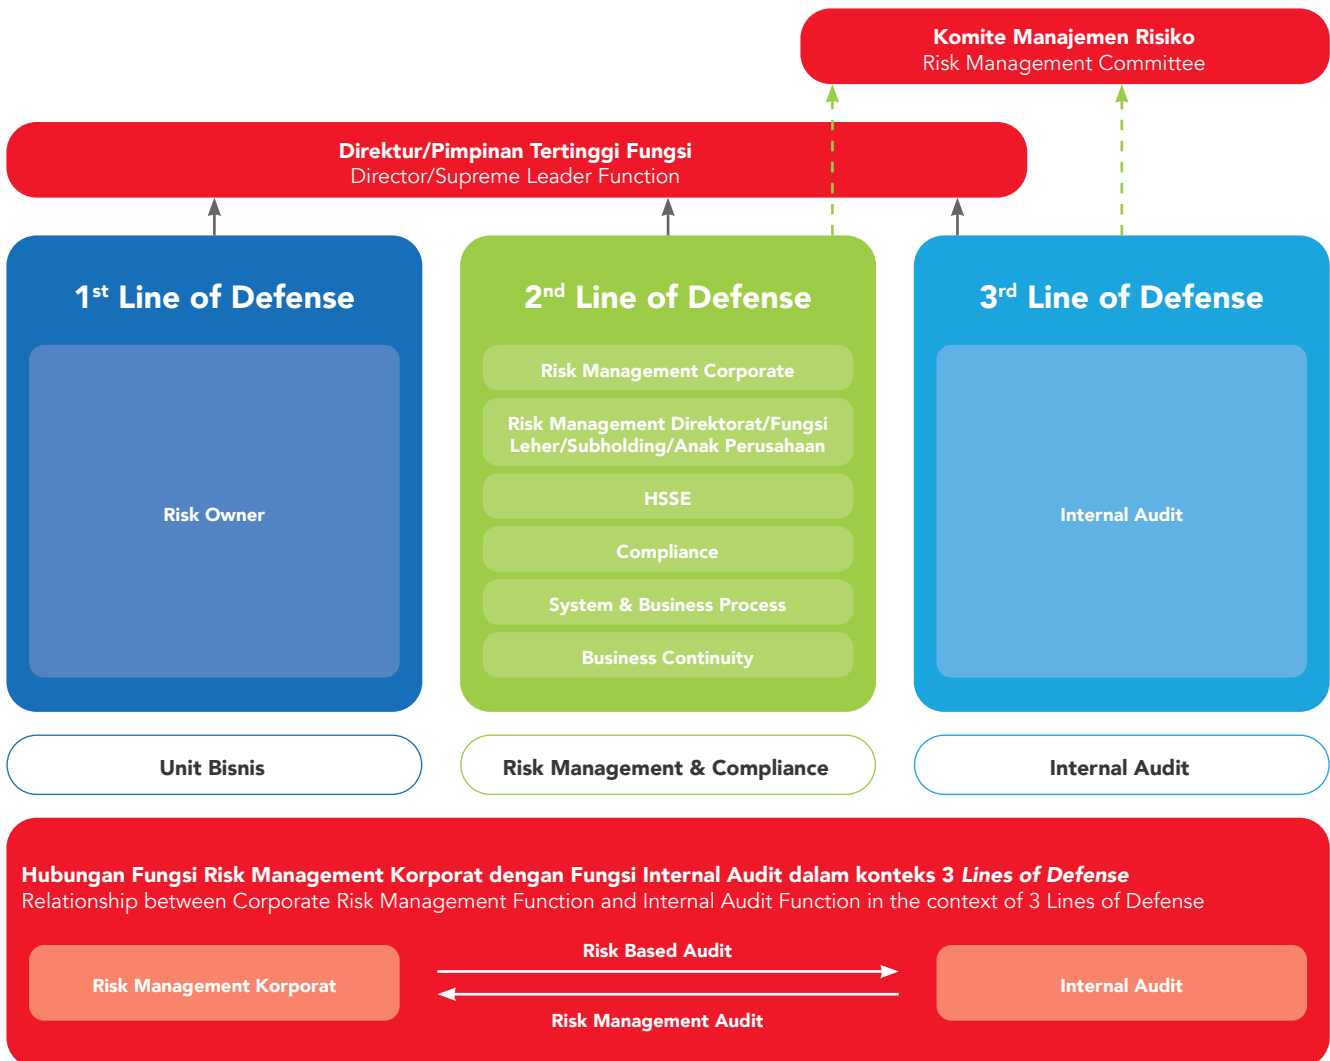 Komite Manajemen Risiko
Risk Management Committee
Direktur/Pimpinan Tertinggi Fungsi
Director/Supreme Leader Function
1st Line of Defense
Risk Owner
Unit Bisnis
2nd Line of Defense
Risk Management Corporate
Risk Management Direktorat/Fungsi
Leher/Subholding/Anak Perusahaan
HSSE
Compliance
System & Business Process
Business Continuity
Risk Management & Compliance
3rd Line of Defense
Internal Audit
Internal Audit
Hubungan Fungsi Risk Management Korporat dengan Fungsi Internal Audit dalam konteks 3 Lines of Defense
Relationship between Corporate Risk Management Function and Internal Audit Function in the context of 3 Lines of Defense
Risk Management Korporat
Risk Based Audit
Risk Management Audit
Internal Audit